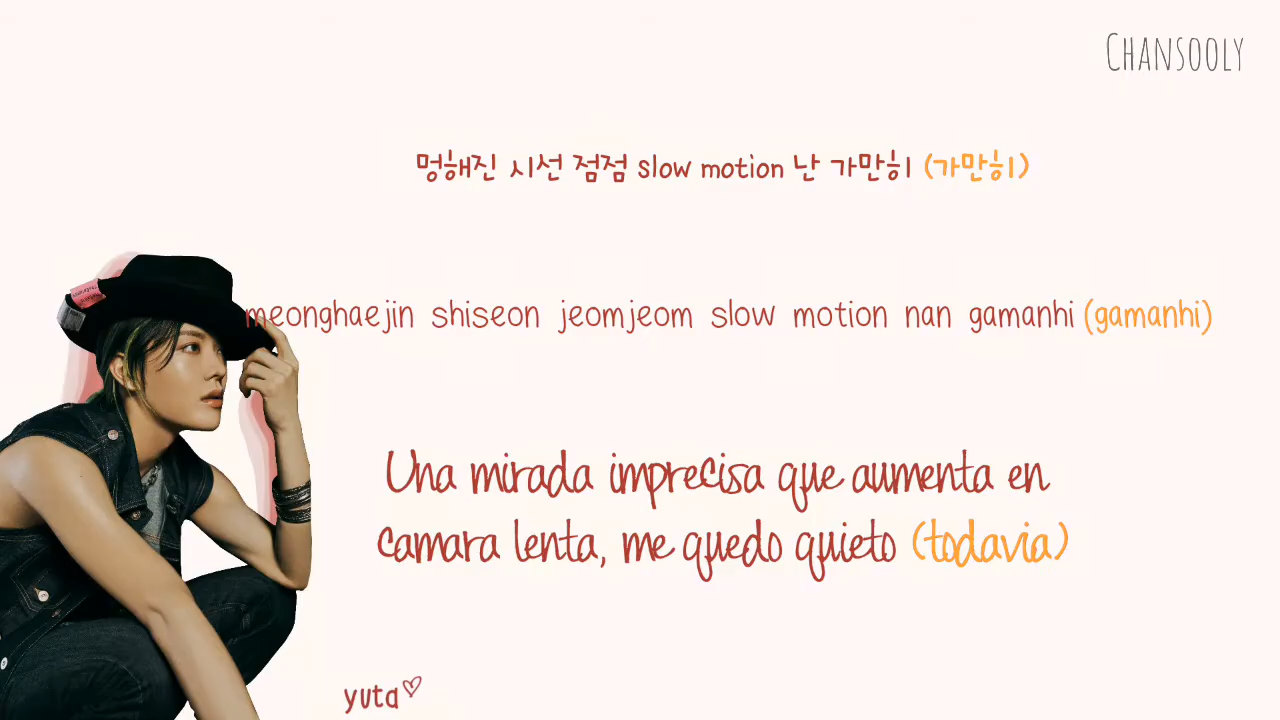 CHANSOOLY
멍해진 시선 점점 slow motion 난 가만히 (가만히)
meonghaejin shiseon jeomjeom slow motion nan gamanhi (gamanhi)
Una mirada imprecisa que aumenta en
camara lenta, me quedo quieto (todavia)
yuta♡